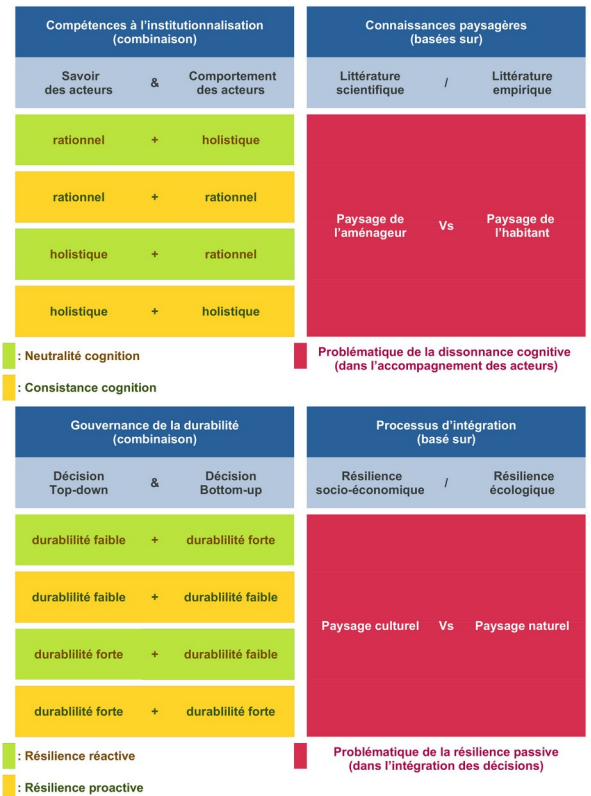 Compétences à l'institutionnalisation
(combinaison)
Savoir
des acteurs
&
Comportement
des acteurs
rationnel + holistique
rationnel + rationnel
holistique + rationnel
holistique + holistique
: Neutralité cognition
: Consistance cognition
Connaissances paysagères
(basées sur)
Littérature
scientifique
/
Littérature
empirique
Paysage de
l'aménageur
Vs
Paysage de
l'habitant
Problématique de la dissonnance cognitive
(dans l'accompagnement des acteurs)
Gouvernance de la durabilité
(combinaison)
Décision
Top-down
&
Décision
Bottom-up
durablilité faible + durablilité forte
durablilité faible + durablilité faible
durablilité forte + durablilité faible
durablilité forte + durablilité forte
: Résilience réactive
: Résilience proactive
Processus d'intégration
(basé sur)
Résilience
socio-économique
/
Résilience
écologique
Paysage culturel Vs Paysage naturel
Problématique de la résilience passive
(dans l'intégration des décisions)